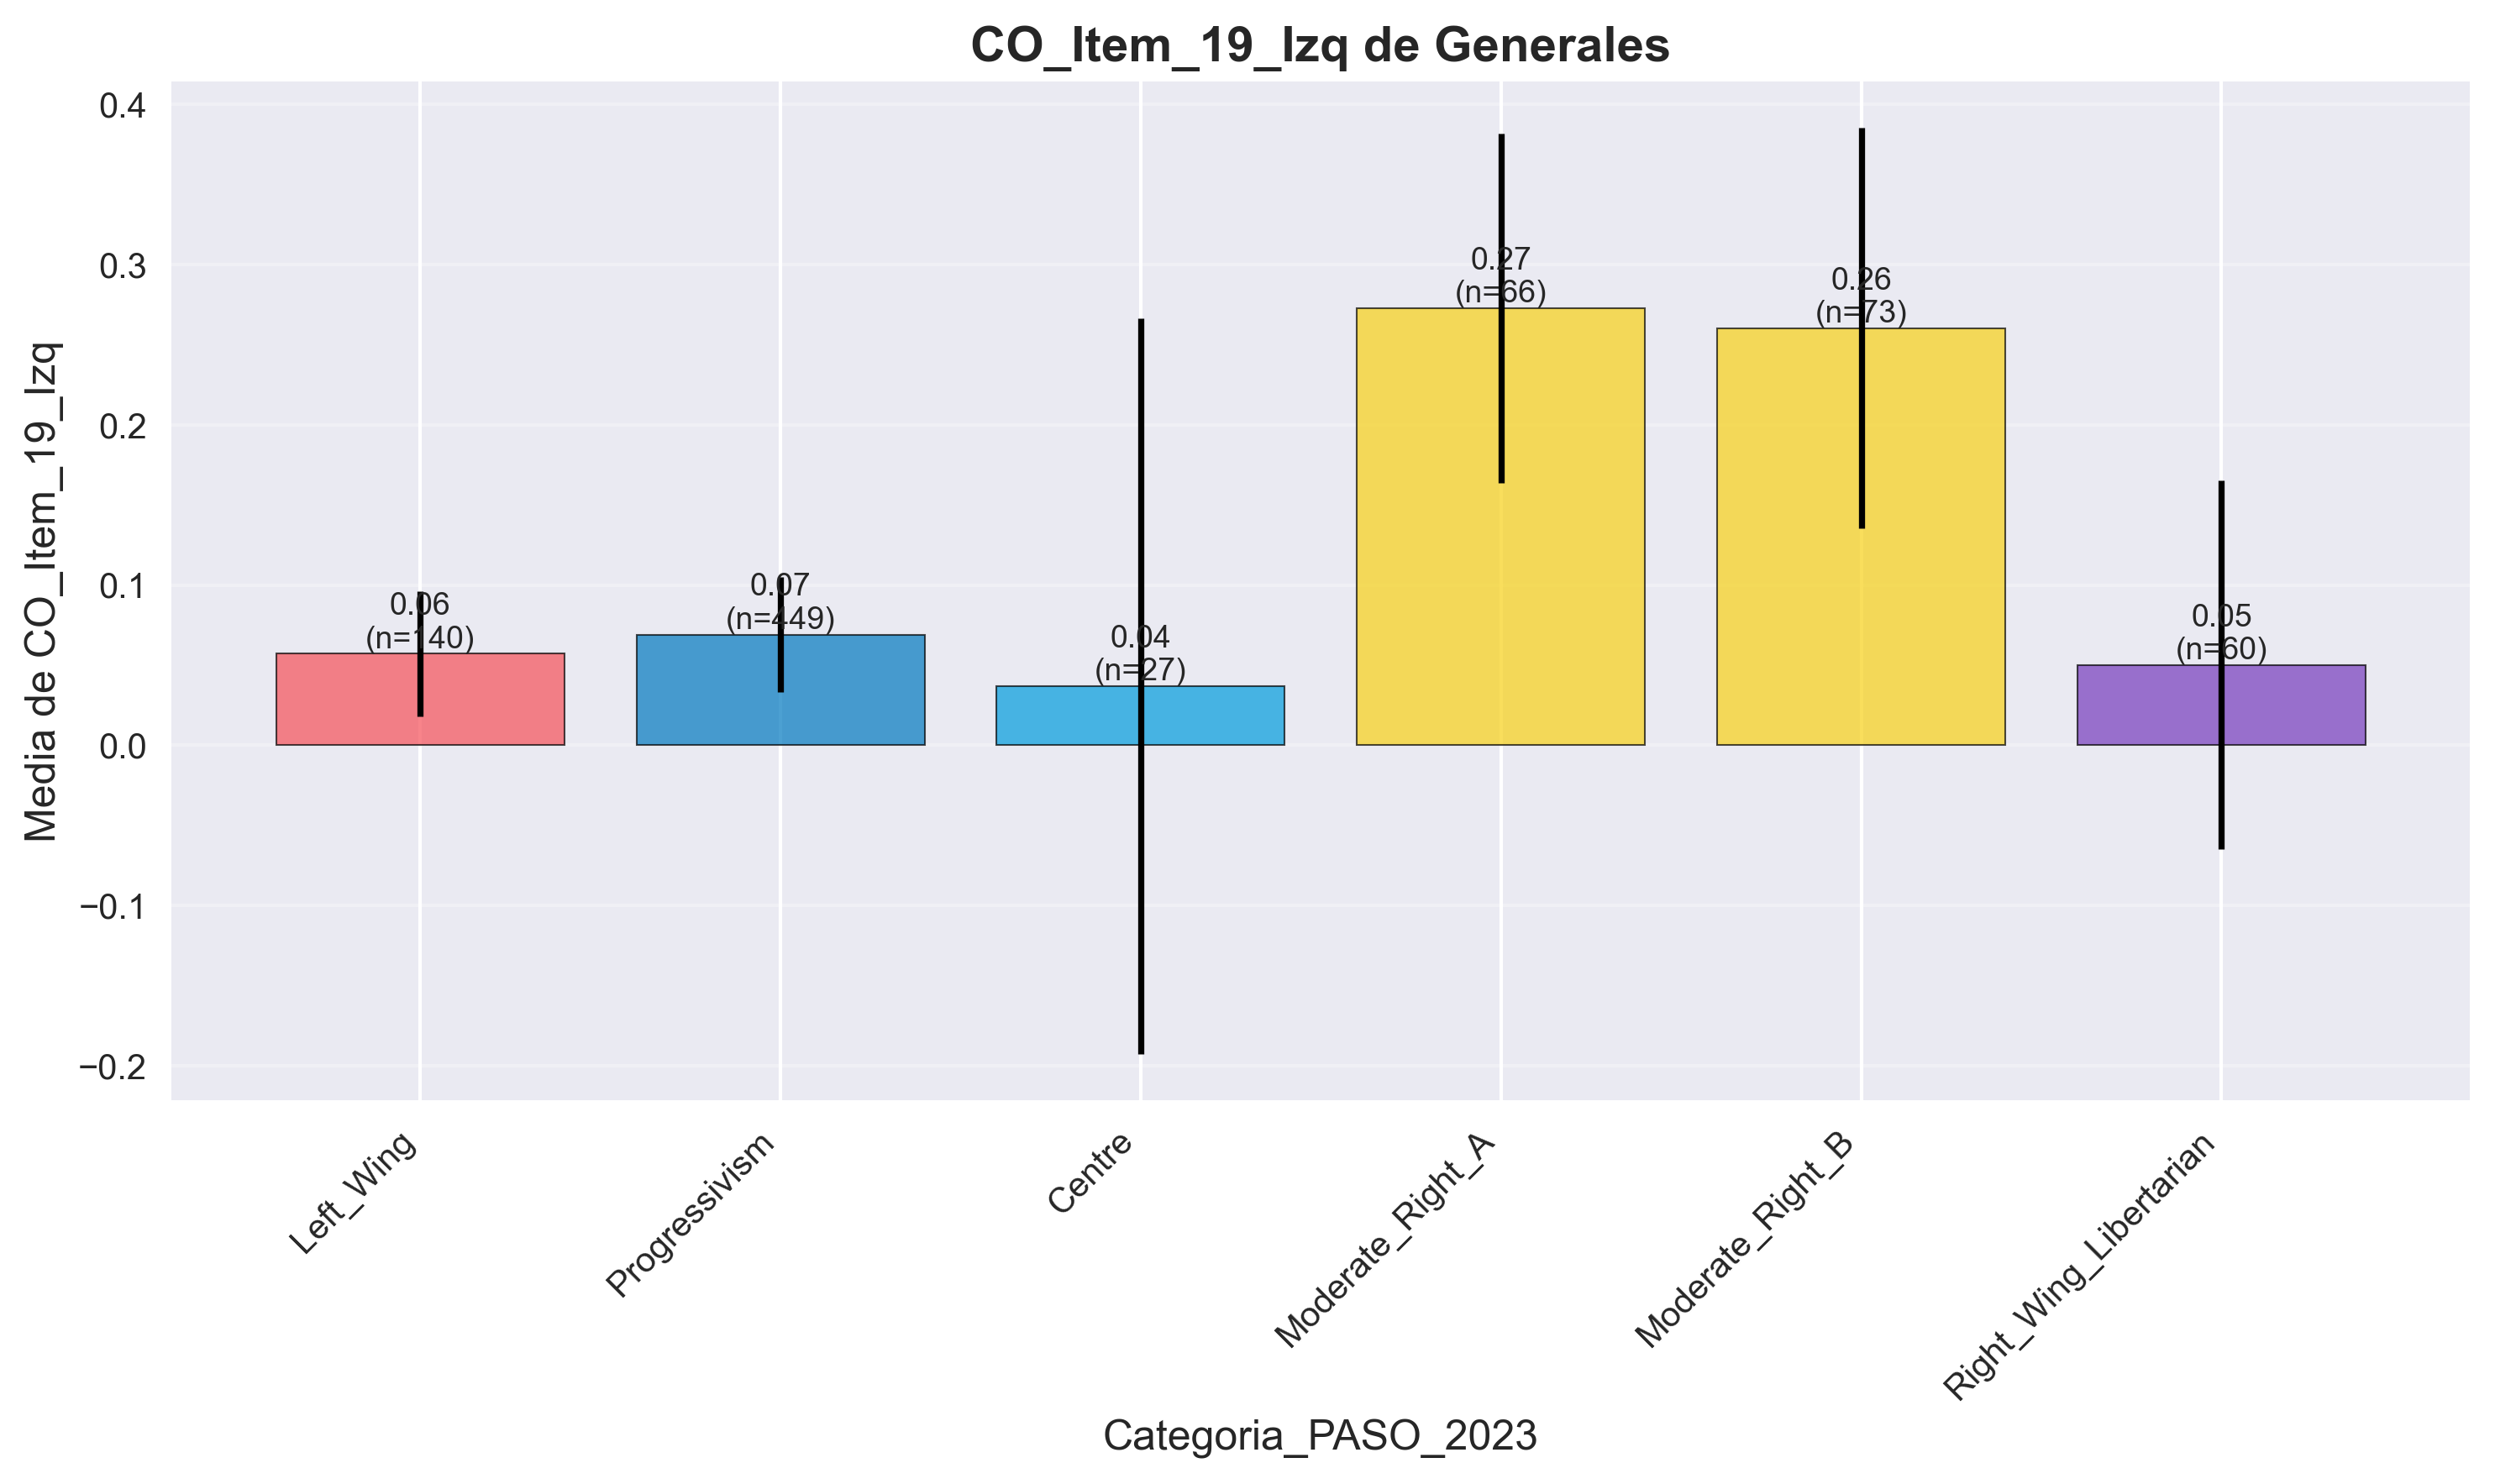 CO_Item_19_Izq de Generales
Media de CO_Item_19_Izq
0.4
0.3
0.2
0.1
0.0
−0.1
−0.2
0.06
(n=140)
0.07
(n=449)
0.04
(n=27)
0.27
(n=66)
0.26
(n=73)
0.05
(n=60)
Left_Wing
Progressivism
Centre
Moderate_Right_A
Moderate_Right_B
Right_Wing_Libertarian
Categoria_PASO_2023